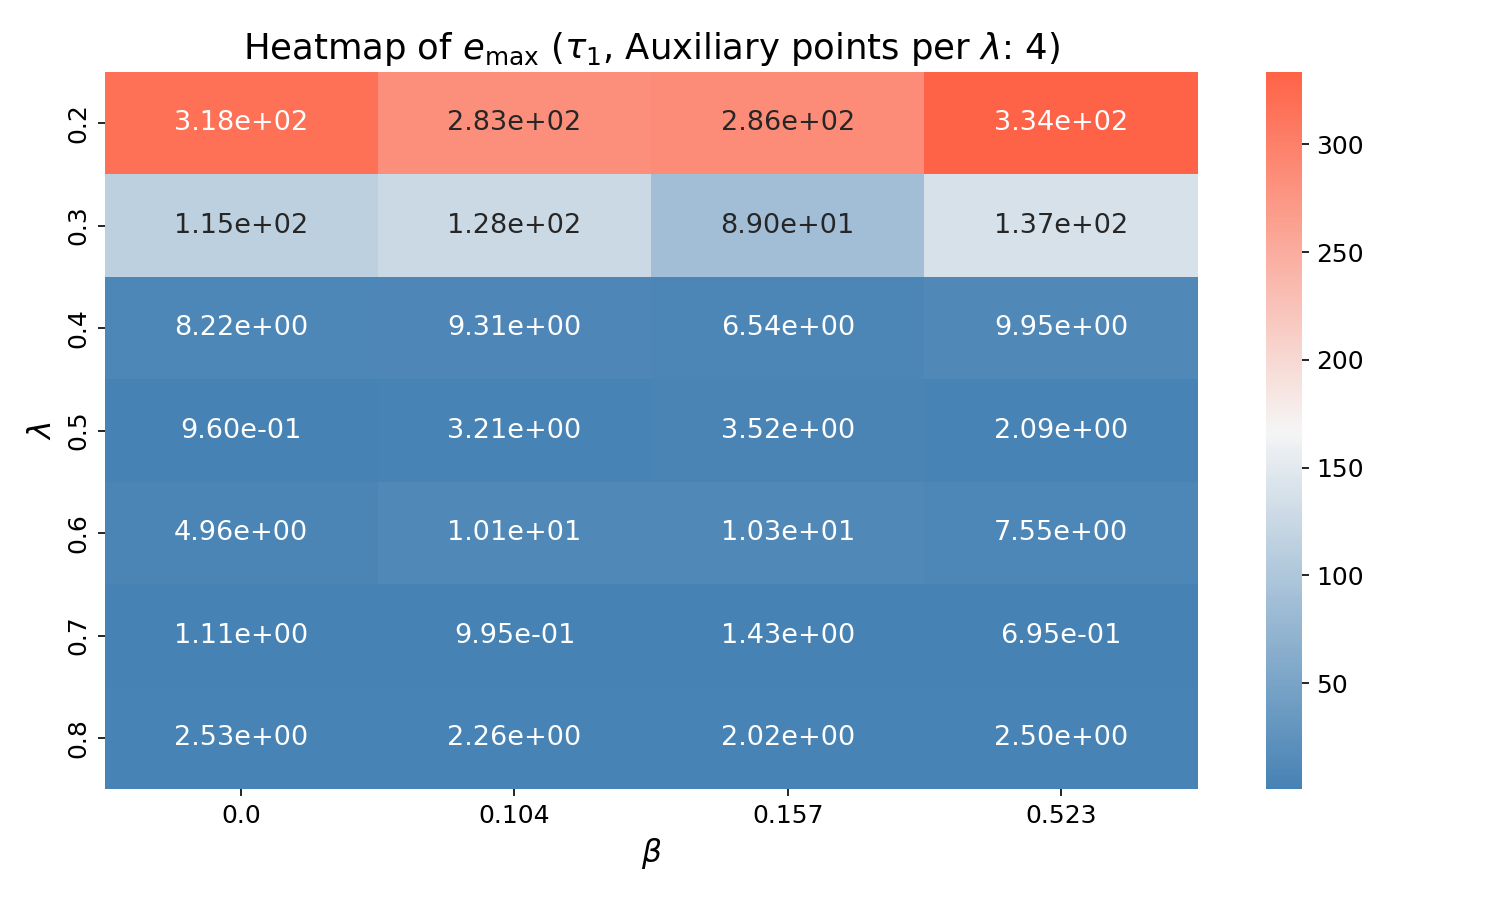 Heatmap of e_max (τ_1, Auxiliary points per λ: 4)
0.2 3.18e+02 2.83e+02 2.86e+02 3.34e+02
0.3 1.15e+02 1.28e+02 8.90e+01 1.37e+02
0.4 8.22e+00 9.31e+00 6.54e+00 9.95e+00
0.5 9.60e-01 3.21e+00 3.52e+00 2.09e+00
0.6 4.96e+00 1.01e+01 1.03e+01 7.55e+00
0.7 1.11e+00 9.95e-01 1.43e+00 6.95e-01
0.8 2.53e+00 2.26e+00 2.02e+00 2.50e+00
λ
0.0 0.104 0.157 0.523
β
300
250
200
150
100
50